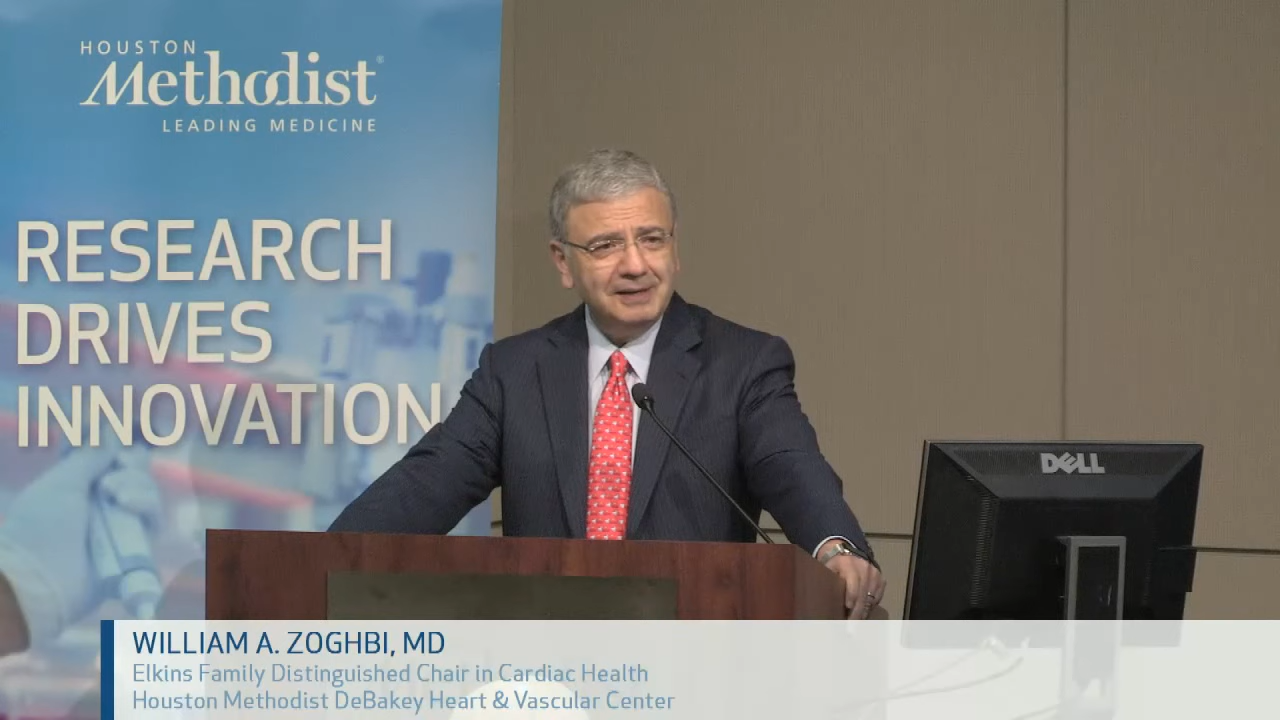 HOUSTON
Methodist®
LEADING MEDICINE
RESEARCH
DRIVES
INNOVATION
DELL
WILLIAM A. ZOGHBI, MD
Elkins Family Distinguished Chair in Cardiac Health
Houston Methodist DeBakey Heart & Vascular Center